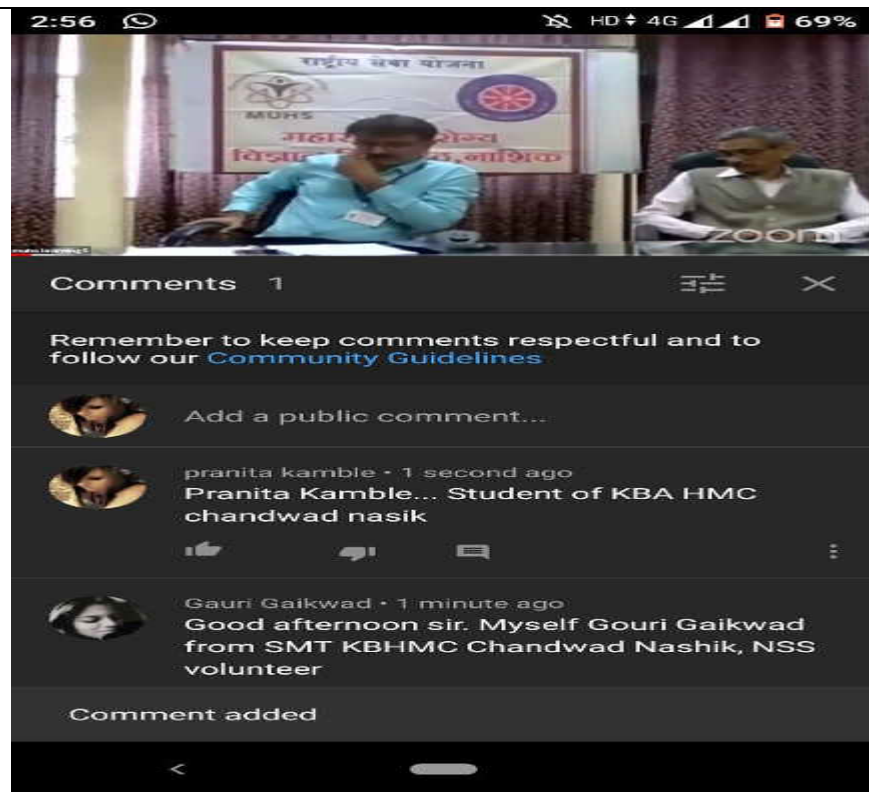 2:56 HD 4G 69%
राष्ट्रीय सेवा योजना
MUHS
विज्ञान ,नाशिक
zoom
Comments 1
Remember to keep comments respectful and to
follow our Community Guidelines
Add a public comment...
pranita kamble • 1 second ago
Pranita Kamble... Student of KBA HMC
chandwad nasik
Gauri Gaikwad • 1 minute ago
Good afternoon sir. Myself Gouri Gaikwad
from SMT KBHMC Chandwad Nashik, NSS
volunteer
Comment added